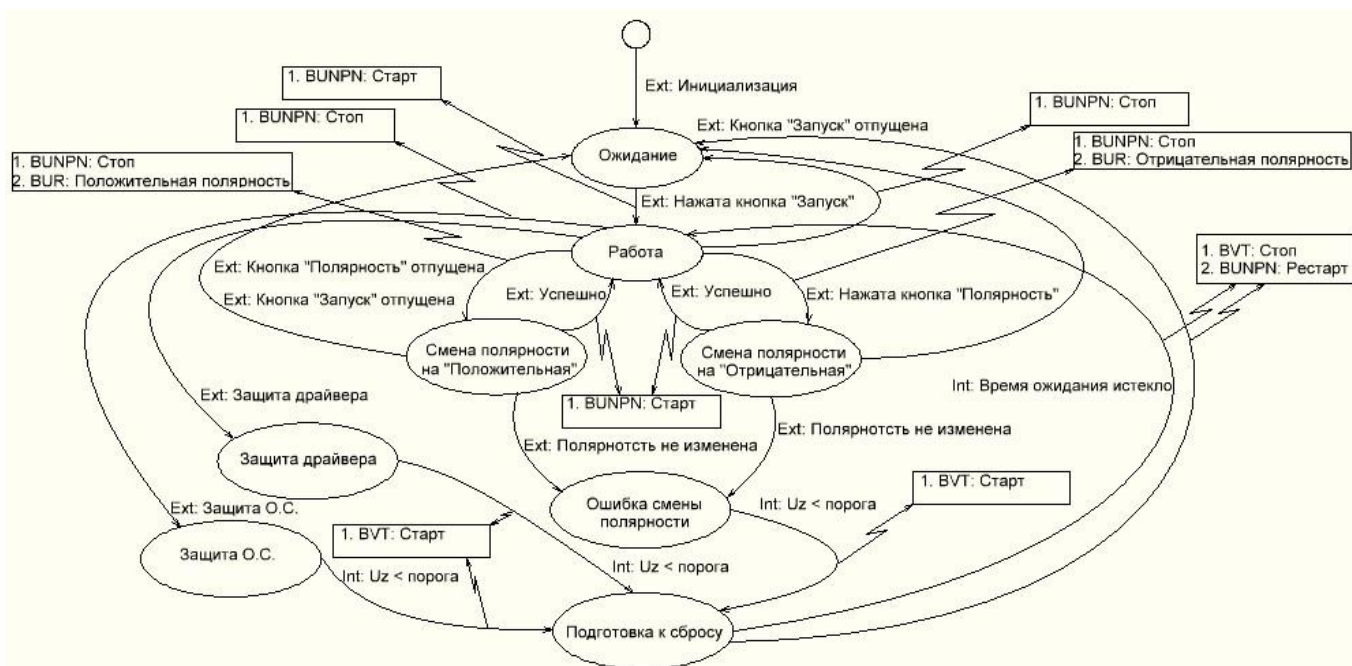 Ext: Инициализация
1. BUNPN: Старт
1. BUNPN: Стоп
1. BUNPN: Стоп
2. BUR: Положительная полярность
Ext: Кнопка "Запуск" отпущена
1. BUNPN: Стоп
1. BUNPN: Стоп
2. BUR: Отрицательная полярность
Ожидание
Ext: Нажата кнопка "Запуск"
Работа
1. BVT: Стоп
2. BUNPN: Рестарт
Ext: Кнопка "Полярность" отпущена
Ext: Кнопка "Запуск" отпущена
Ext: Успешно
Ext: Успешно
Ext: Нажата кнопка "Полярность"
Смена полярности
на "Положительная"
Смена полярности
на "Отрицательная"
Int: Время ожидания истекло
Ext: Защита драйвера
1. BUNPN: Старт
Ext: Полярнотсть не изменена
Ext: Полярнотсть не изменена
Защита драйвера
Ошибка смены
полярности
1. BVT: Старт
Int: Uz < порога
Ext: Защита О.С.
Защита О.С.
1. BVT: Старт
Int: Uz < порога
Int: Uz < порога
Подготовка к сбросу